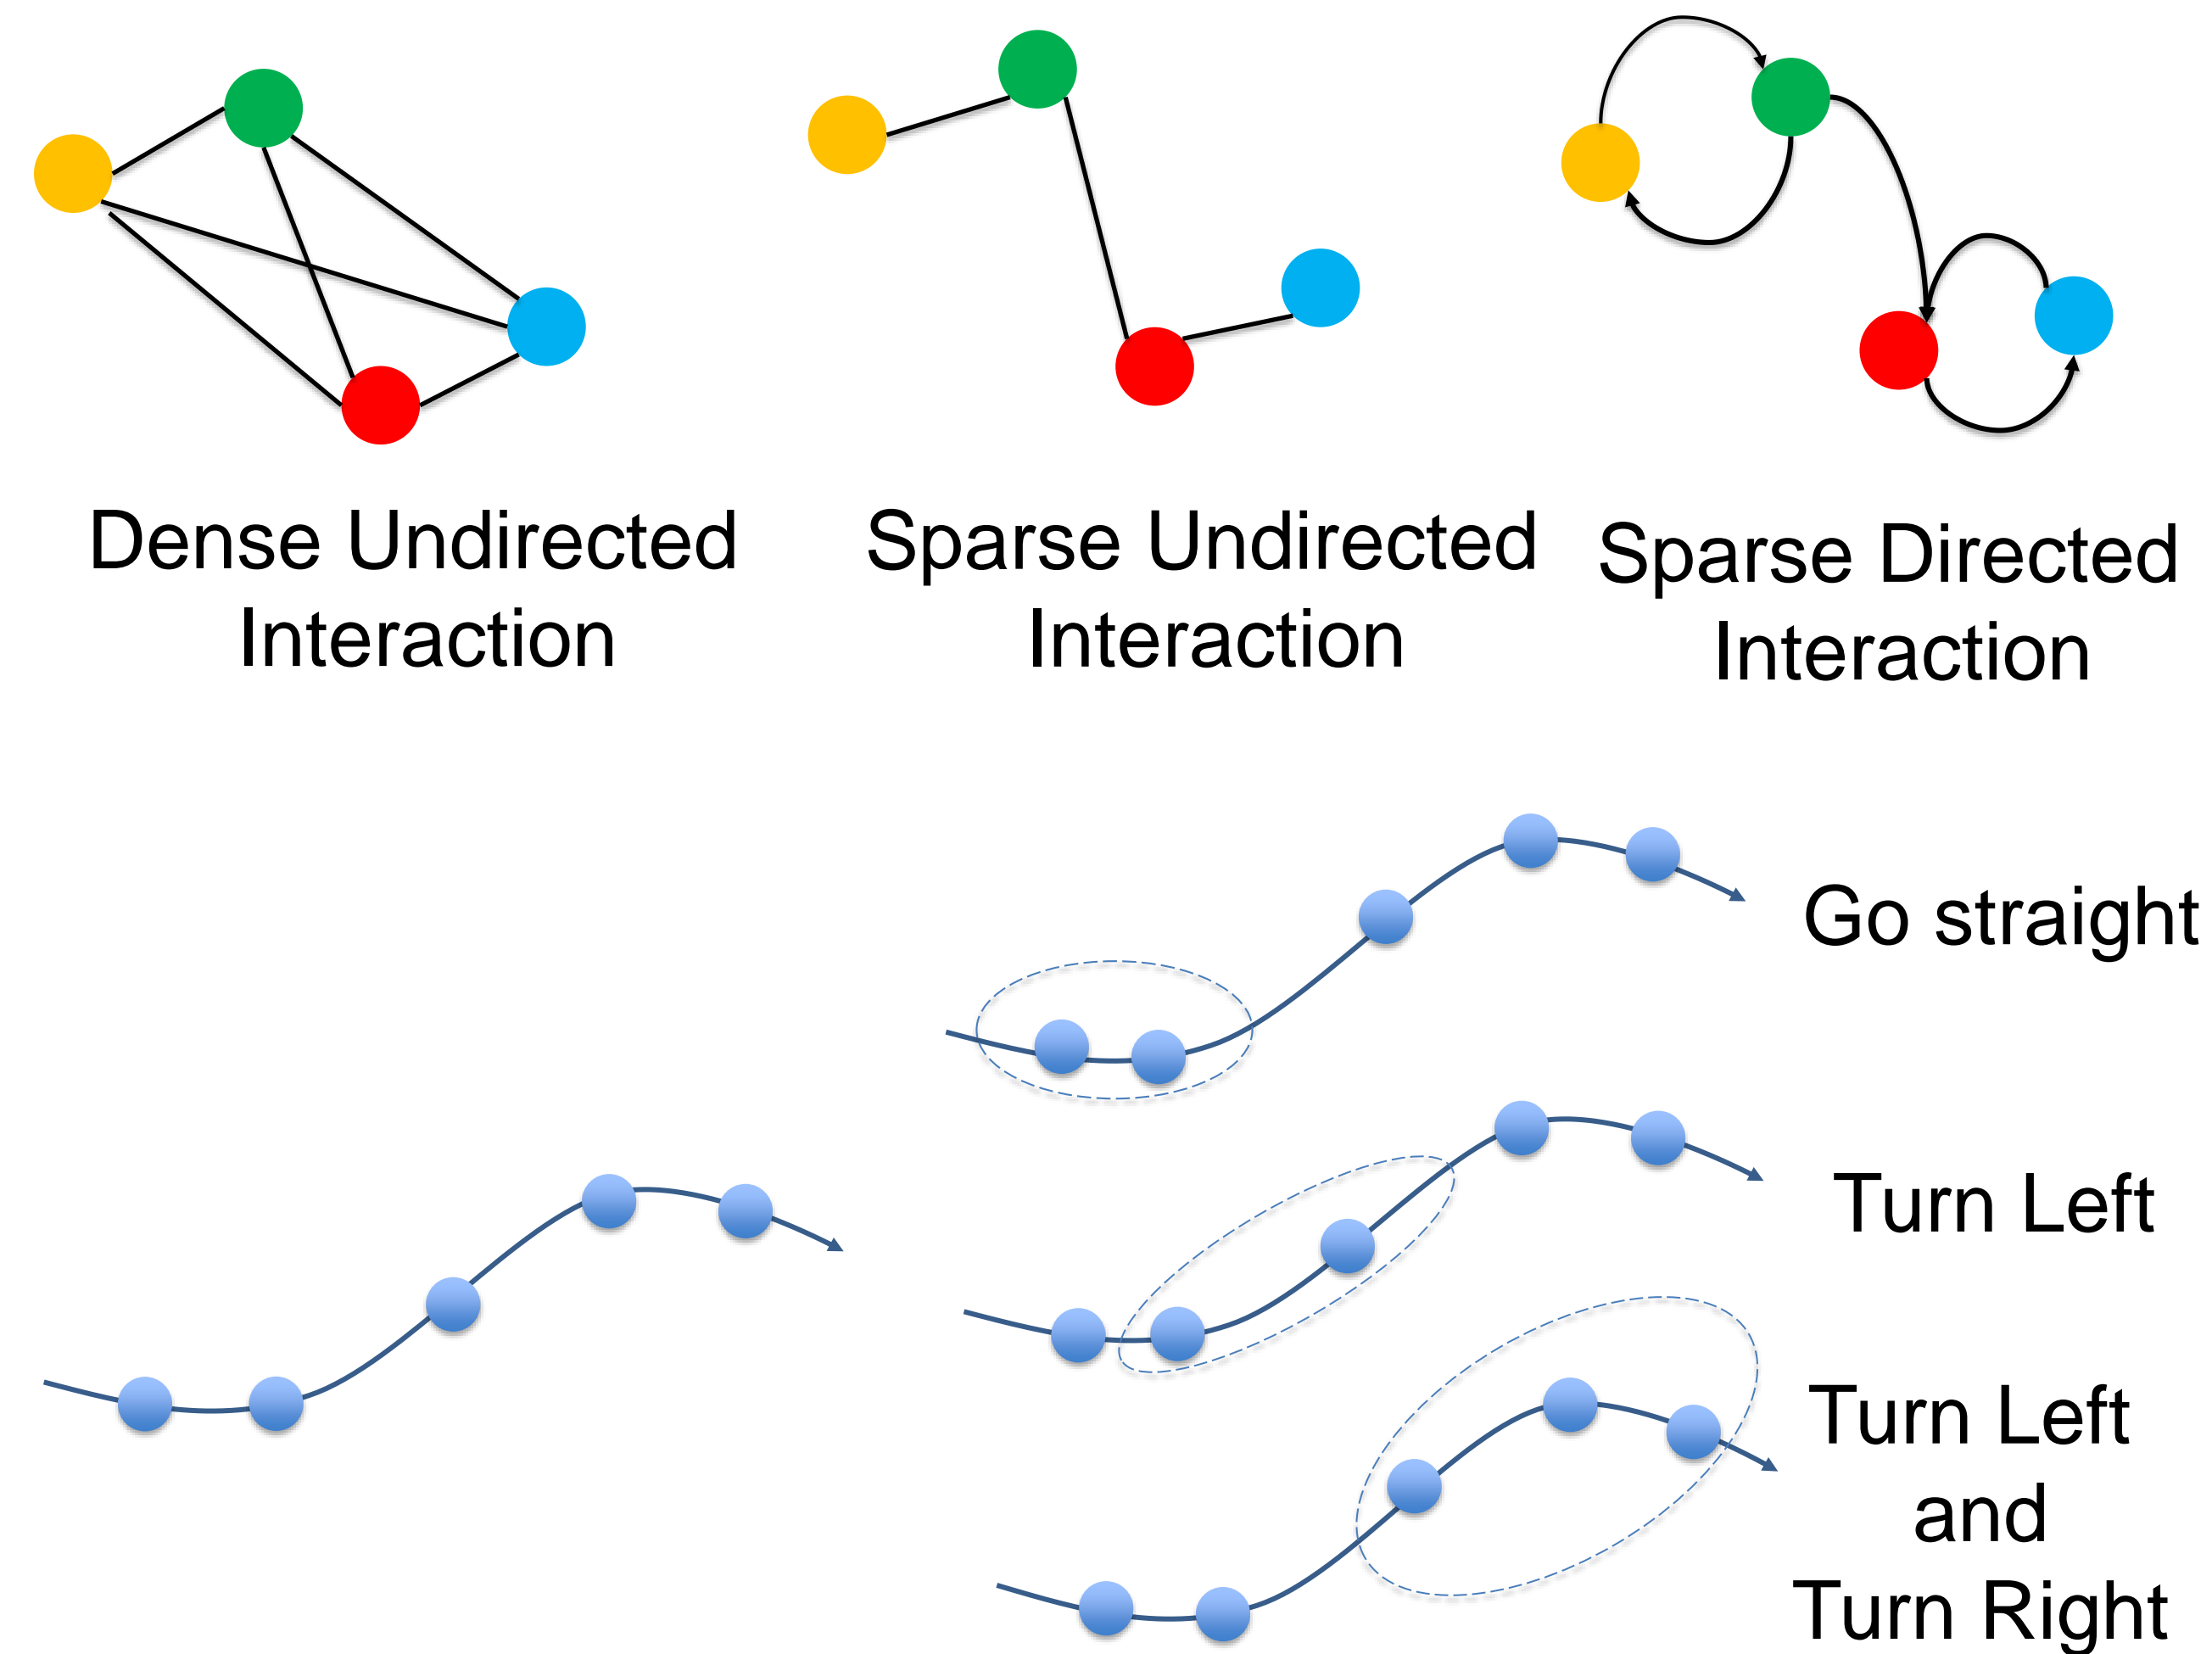 Dense Undirected
Interaction
Sparse Undirected
Interaction
Sparse Directed
Interaction
Go straight
Turn Left
Turn Left
and
Turn Right